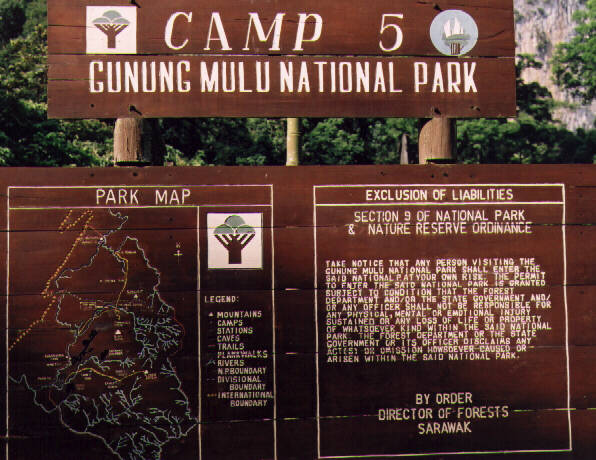 CAMP 5
GUNUNG MULU NATIONAL PARK
PARK MAP
LEGEND:
MOUNTAINS
CAMPS
STATIONS
CAVES
TRAILS
PLANKWALKS
RIVERS
N.P.BOUNDARY
DIVISIONAL
BOUNDARY
INTERNATIONAL
BOUNDARY
EXCLUSION OF LIABILITIES
SECTION 9 OF NATIONAL PARK
& NATURE RESERVE ORDINANCE
TAKE NOTICE THAT ANY PERSON VISITING THE
GUNUNG MULU NATIONAL PARK SHALL ENTER THE
SAID NATIONAL PAT YOUR OWN RISK. THE PERMIT
TO ENTER THE SAID NATIONAL PARK IS GRANTED
SUBJECT TO CONDITION THAT THE FOREST
DEPARTMENT AND/OR THE STATE GOVERNMENT AND/
OR ANY OFFICER SHALL NOT BE RESPONSIBLE FOR
ANY PHYSICAL, MENTAL OR EMOTIONAL INJURY
SUSTAINED OR ANY LOSS OF LIFE OR PROPERTY
OF WHATSOEVER KIND WITHIN THE SAID NATIONAL
PARK. THE FOREST DEPARTMENT OR THE STATE
GOVERNMENT OR ITS OFFICER DISCLAIMS ANY
ACT OR OMISSION HOWSOEVER CAUSED OR
ARISEN WITHIN THE SAID NATIONAL PARK.
BY ORDER
DIRECTOR OF FORESTS
SARAWAK